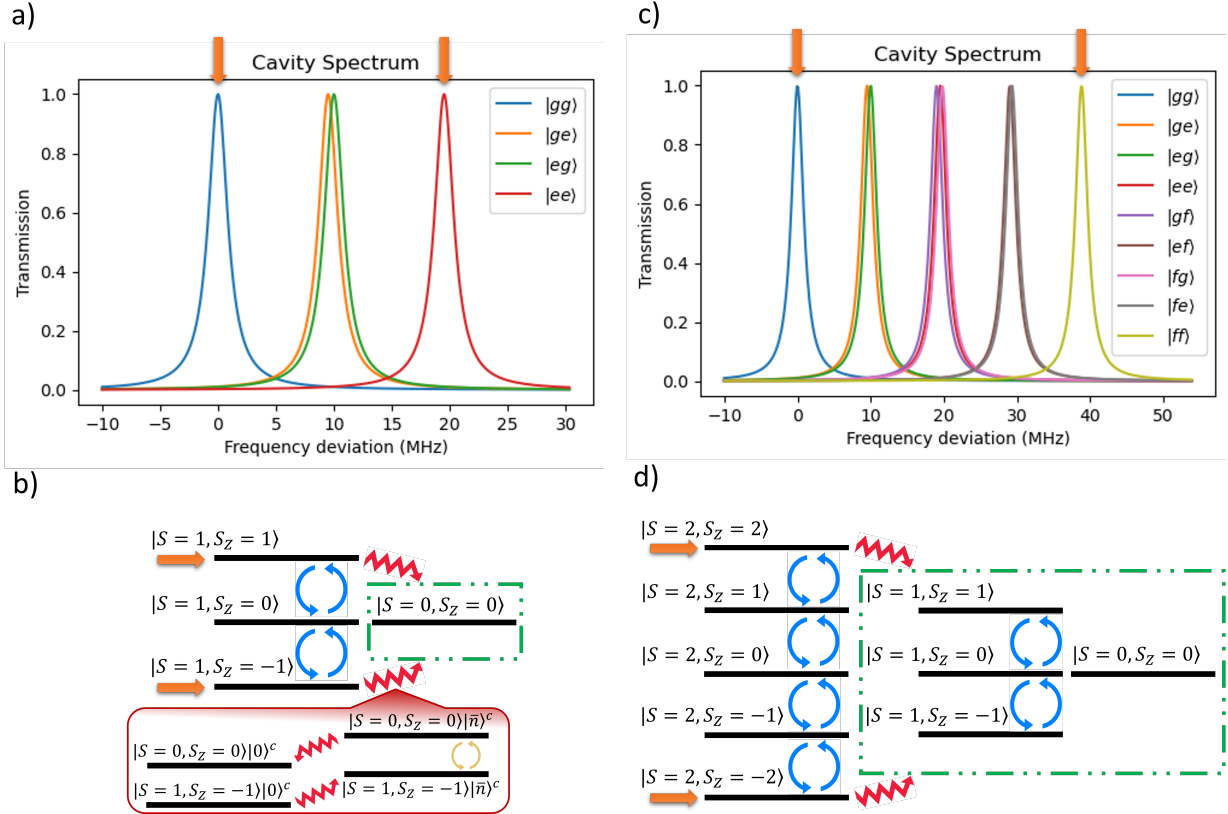 a)
Cavity Spectrum
Transmission
1.0
0.8
0.6
0.4
0.2
0.0
−10
−5
0
5
10
15
20
25
30
Frequency deviation (MHz)
|gg⟩
|ge⟩
|eg⟩
|ee⟩
c)
Cavity Spectrum
Transmission
1.0
0.8
0.6
0.4
0.2
0.0
−10
0
10
20
30
40
50
Frequency deviation (MHz)
|gg⟩
|ge⟩
|eg⟩
|ee⟩
|gf⟩
|ef⟩
|fg⟩
|fe⟩
|ff⟩
b)
|S = 1, S_Z = 1⟩
|S = 1, S_Z = 0⟩
|S = 0, S_Z = 0⟩
|S = 1, S_Z = −1⟩
|S = 0, S_Z = 0⟩|n̄⟩ᶜ
|S = 0, S_Z = 0⟩|0⟩ᶜ
|S = 1, S_Z = −1⟩|0⟩ᶜ
|S = 1, S_Z = −1⟩|n̄⟩ᶜ
d)
|S = 2, S_Z = 2⟩
|S = 2, S_Z = 1⟩
|S = 1, S_Z = 1⟩
|S = 2, S_Z = 0⟩
|S = 1, S_Z = 0⟩
|S = 0, S_Z = 0⟩
|S = 2, S_Z = −1⟩
|S = 1, S_Z = −1⟩
|S = 2, S_Z = −2⟩